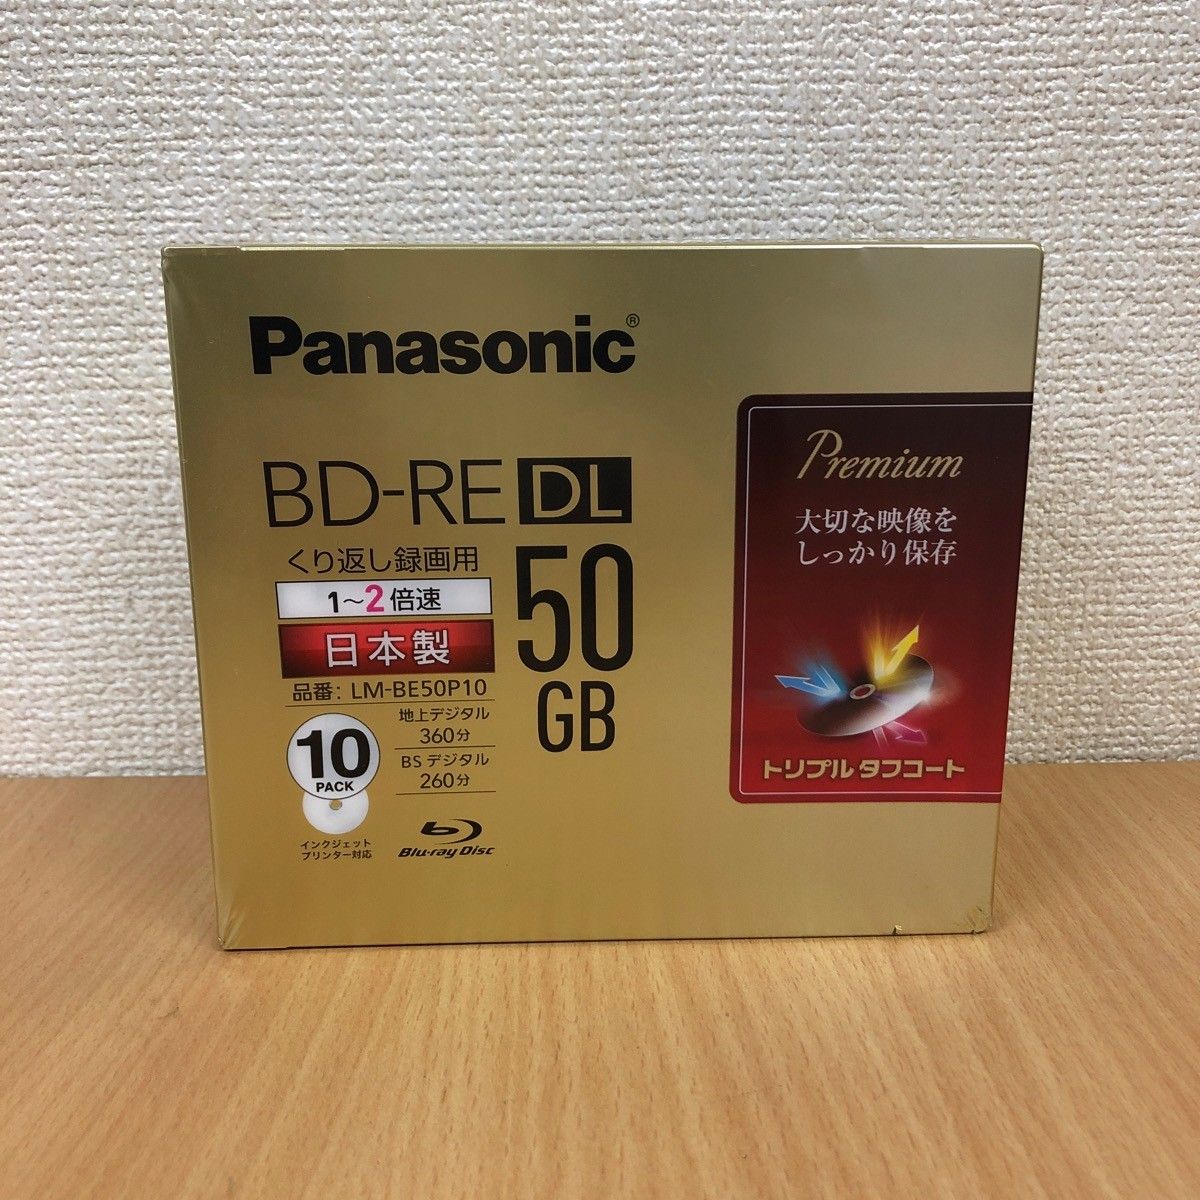 Panasonic®
BD-RE DL
くり返し録画用
1～2倍速
日本製
品番: LM-BE50P10
50
GB
10
PACK
インクジェット
プリンター対応
地上デジタル
360分
BSデジタル
260分
Blu-ray Disc
Premium
大切な映像を
しっかり保存
トリプルタフコート